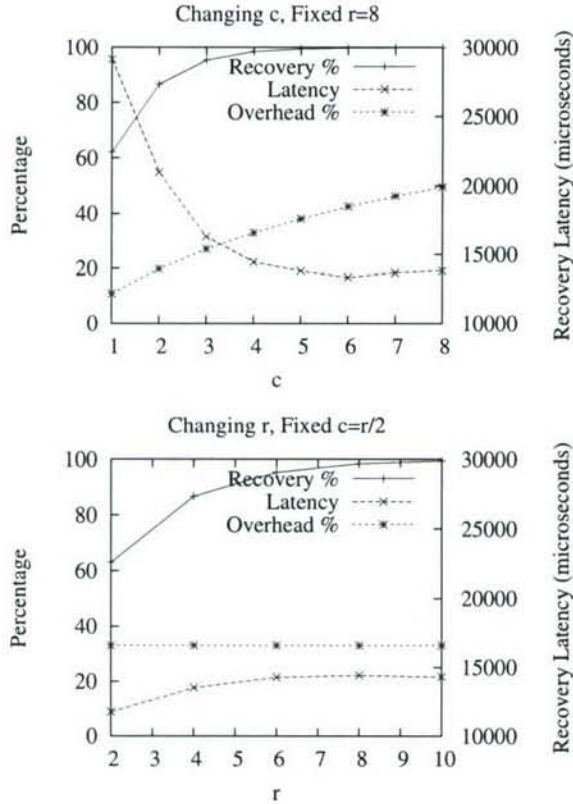 Changing c, Fixed r=8
100
80
60
40
20
0
Percentage
Recovery %
Latency
Overhead %
30000
25000
20000
15000
10000
Recovery Latency (microseconds)
1 2 3 4 5 6 7 8
c
Changing r, Fixed c=r/2
100
80
60
40
20
0
Percentage
Recovery %
Latency
Overhead %
30000
25000
20000
15000
10000
Recovery Latency (microseconds)
2 3 4 5 6 7 8 9 10
r